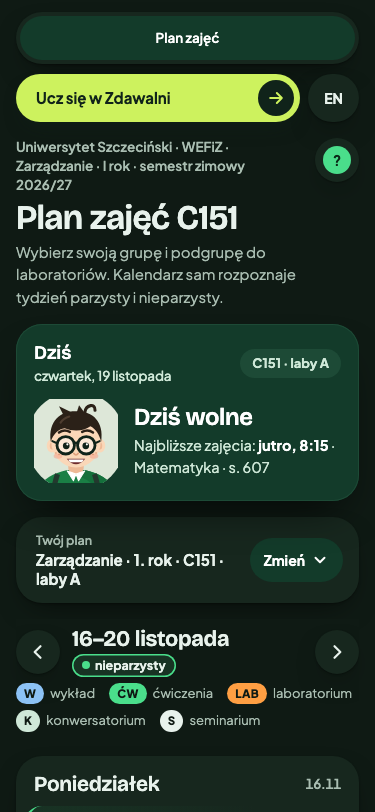 Plan zajęć
Ucz się w Zdawalni
EN
Uniwersytet Szczeciński · WEFiZ ·
Zarządzanie · I rok · semestr zimowy
2026/27
?
Plan zajęć C151
Wybierz swoją grupę i podgrupę do
laboratoriów. Kalendarz sam rozpoznaje
tydzień parzysty i nieparzysty.
Dziś
czwartek, 19 listopada
C151 · laby A
Dziś wolne
Najbliższe zajęcia: jutro, 8:15 ·
Matematyka · s. 607
Twój plan
Zarządzanie · 1. rok · C151 ·
laby A
Zmień
16–20 listopada
nieparzysty
W wykład ĆW ćwiczenia LAB laboratorium
K konwersatorium S seminarium
Poniedziałek 16.11